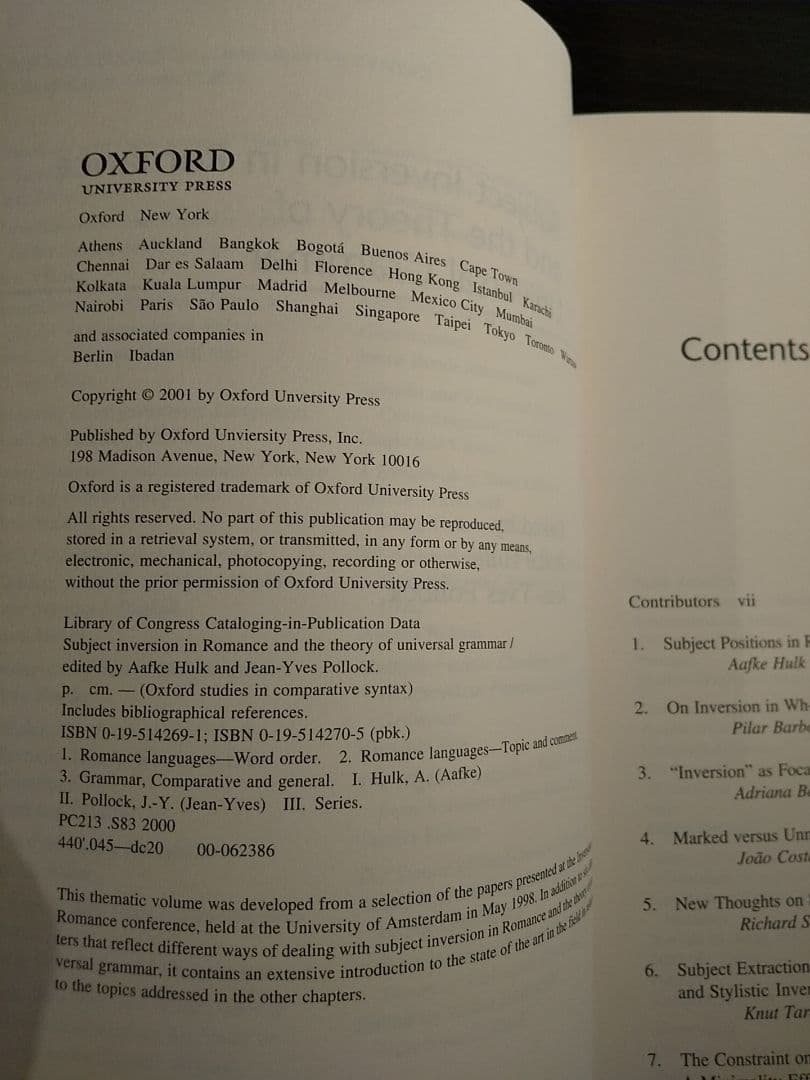 OXFORD
UNIVERSITY PRESS
Oxford New York
Athens Auckland Bangkok Bogotá Buenos Aires Cape Town
Chennai Dar es Salaam Delhi Florence Hong Kong Istanbul Karachi
Kolkata Kuala Lumpur Madrid Melbourne Mexico City Mumbai
Nairobi Paris São Paulo Shanghai Singapore Taipei Tokyo Toronto
and associated companies in
Berlin Ibadan
Copyright © 2001 by Oxford Unversity Press
Published by Oxford Unviersity Press, Inc.
198 Madison Avenue, New York, New York 10016
Oxford is a registered trademark of Oxford University Press
All rights reserved. No part of this publication may be reproduced,
stored in a retrieval system, or transmitted, in any form or by any means,
electronic, mechanical, photocopying, recording or otherwise,
without the prior permission of Oxford University Press.
Library of Congress Cataloging-in-Publication Data
Subject inversion in Romance and the theory of universal grammar /
edited by Aafke Hulk and Jean-Yves Pollock.
p. cm. — (Oxford studies in comparative syntax)
Includes bibliographical references.
ISBN 0-19-514269-1; ISBN 0-19-514270-5 (pbk.)
1. Romance languages—Word order. 2. Romance languages—Topic and comment.
3. Grammar, Comparative and general. I. Hulk, A. (Aafke)
II. Pollock, J.-Y. (Jean-Yves) III. Series.
PC213 .S83 2000
440'.045—dc20 00-062386
This thematic volume was developed from a selection of the papers presented at the
Romance conference, held at the University of Amsterdam in May 1998. In addition to
ters that reflect different ways of dealing with subject inversion in Romance and the
versal grammar, it contains an extensive introduction to the state of the art in the field
to the topics addressed in the other chapters.
Contents
Contributors vii
1. Subject Positions in
Aafke Hulk
2. On Inversion in Wh-
Pilar Barb
3. "Inversion" as Foca
Adriana Be
4. Marked versus Unm
João Cost
5. New Thoughts on
Richard S
6. Subject Extraction
and Stylistic Inver
Knut Tar
7. The Constraint on